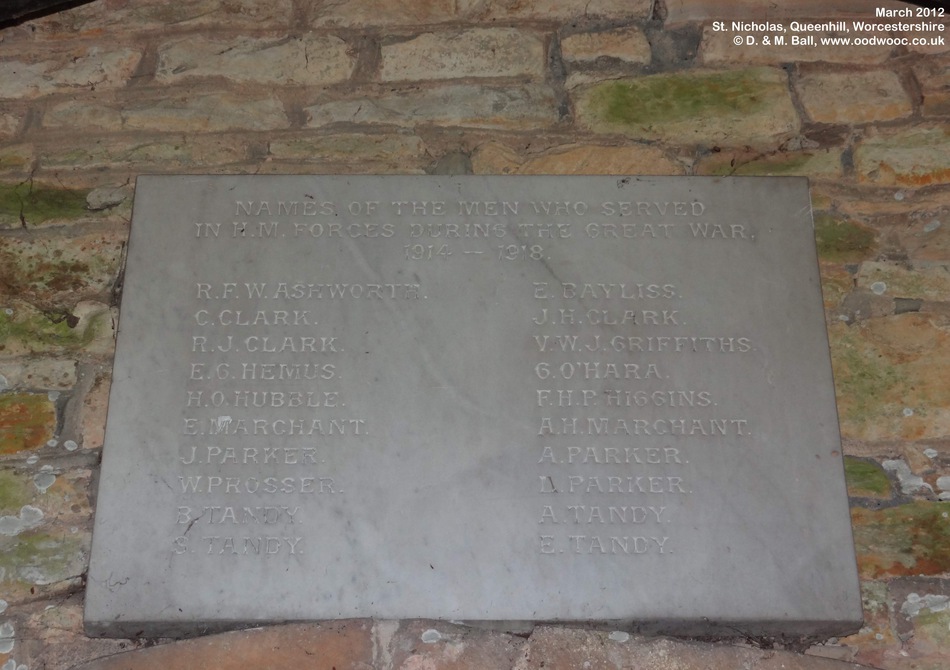 March 2012
St. Nicholas, Queenhill, Worcestershire
© D. & M. Ball, www.oodwooc.co.uk
NAMES OF THE MEN WHO SERVED
IN H.M. FORCES DURING THE GREAT WAR.
1914 — 1918.
R.F.W. ASHWORTH.
C. CLARK.
R.J. CLARK.
E.G. HEMUS.
H.O. HUBBLE.
E. MARCHANT.
J. PARKER.
W. PROSSER.
B. TANDY.
S. TANDY.
E. BAYLISS.
J.H. CLARK.
V.W.J. GRIFFITHS.
G. O'HARA.
F.H.P. HIGGINS.
A.H. MARCHANT.
A. PARKER.
L. PARKER.
A. TANDY.
E. TANDY.